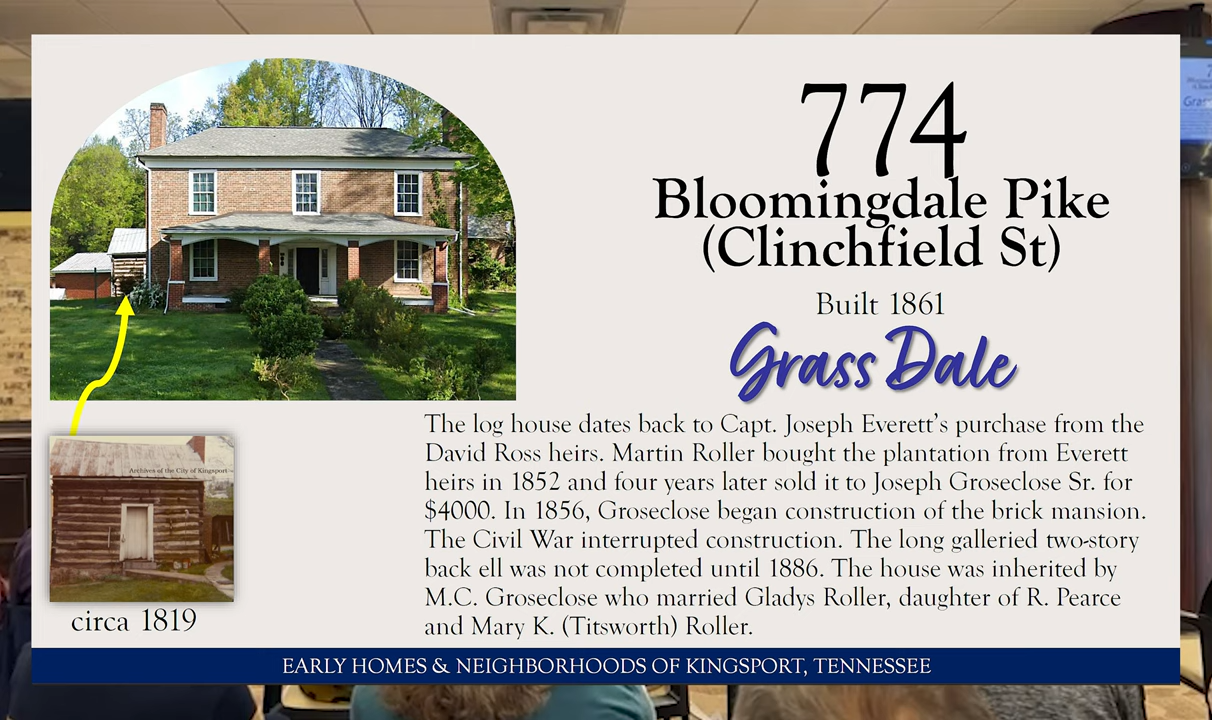 774
Bloomingdale Pike
(Clinchfield St)
Built 1861
Grass Dale
The log house dates back to Capt. Joseph Everett's purchase from the
David Ross heirs. Martin Roller bought the plantation from Everett
heirs in 1852 and four years later sold it to Joseph Groseclose Sr. for
$4000. In 1856, Groseclose began construction of the brick mansion.
The Civil War interrupted construction. The long galleried two-story
back ell was not completed until 1886. The house was inherited by
M.C. Groseclose who married Gladys Roller, daughter of R. Pearce
and Mary K. (Titsworth) Roller.
Archives of the City of Kingsport
circa 1819
EARLY HOMES & NEIGHBORHOODS OF KINGSPORT, TENNESSEE